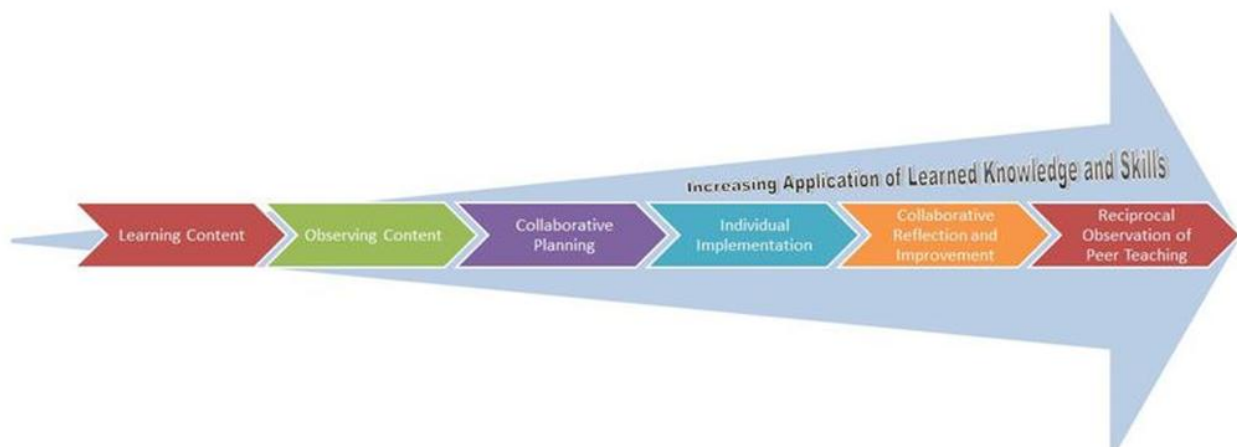 Increasing Application of Learned Knowledge and Skills
Learning Content
Observing Content
Collaborative
Planning
Individual
Implementation
Collaborative
Reflection and
Improvement
Reciprocal
Observation of
Peer Teaching